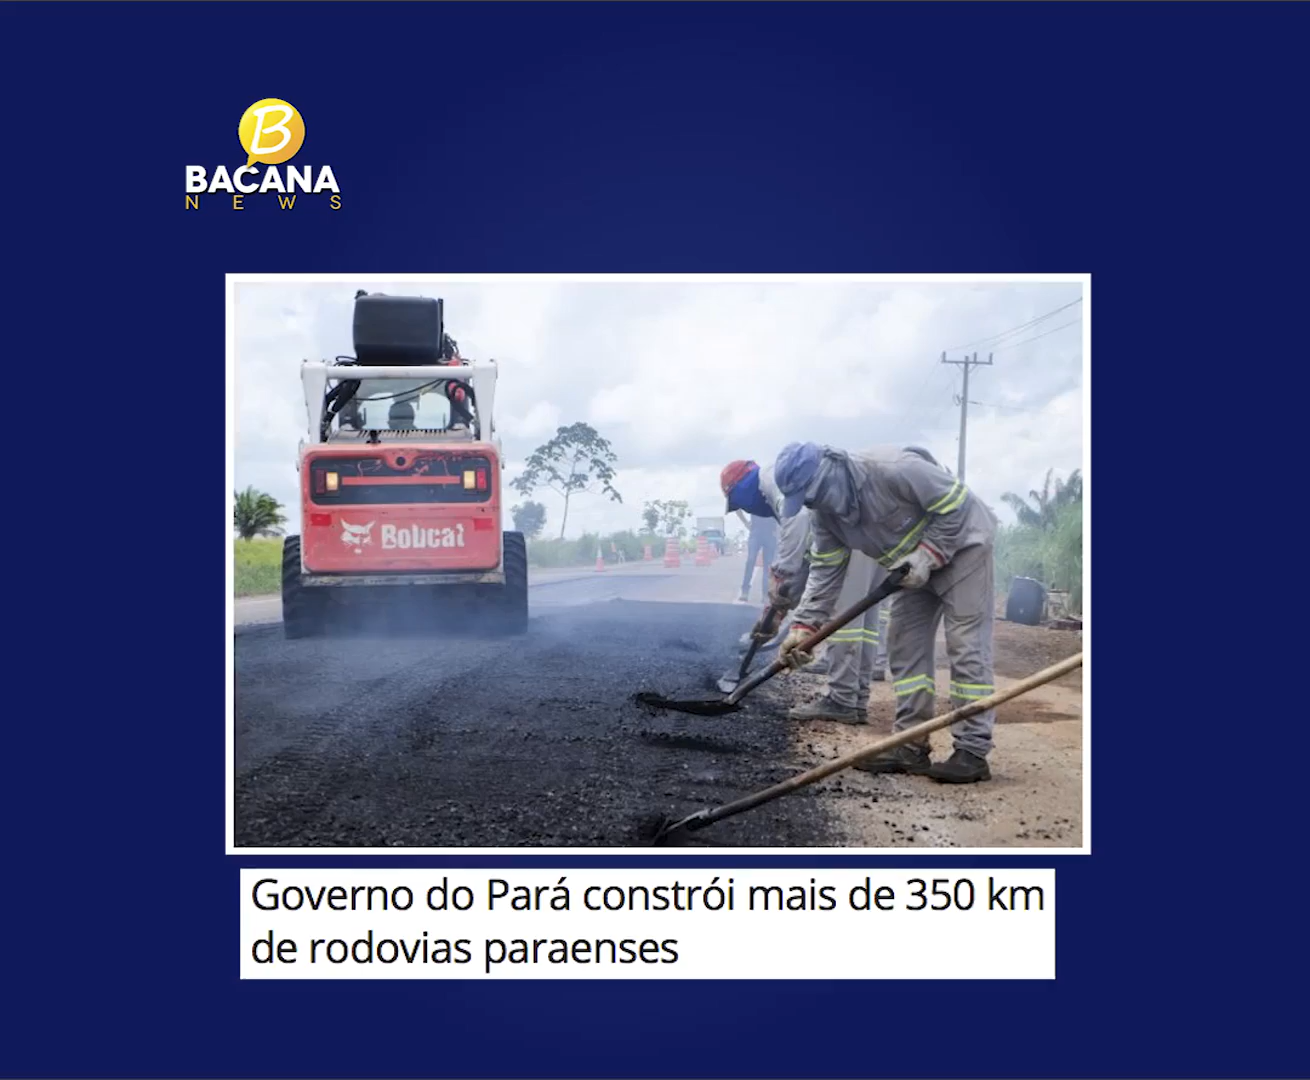 B
BACANA
NEWS
Bobcat
Governo do Pará constrói mais de 350 km
de rodovias paraenses